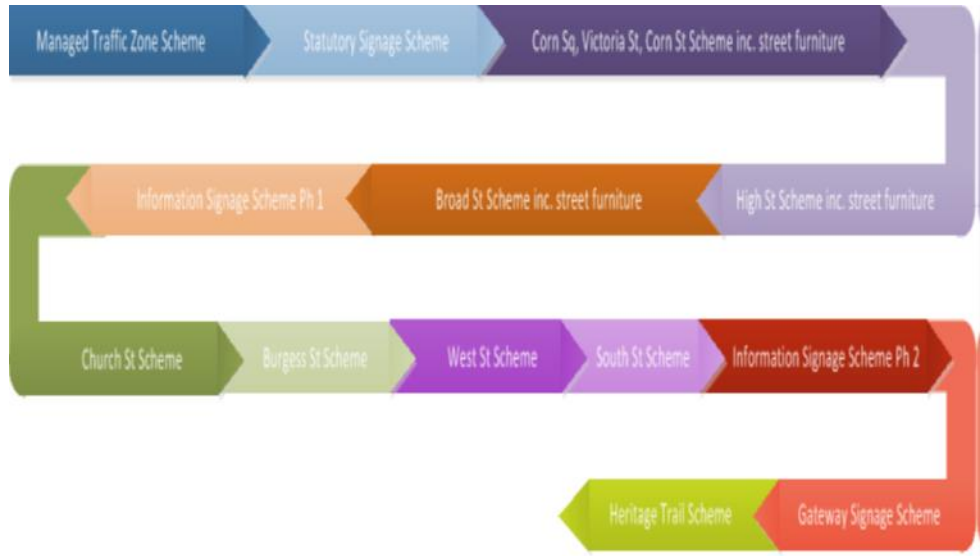 Managed Traffic Zone Scheme
Statutory Signage Scheme
Corn Sq, Victoria St, Corn St Scheme inc. street furniture
High St Scheme inc. street furniture
Broad St Scheme inc. street furniture
Information Signage Scheme Ph 1
Church St Scheme
Burgess St Scheme
West St Scheme
South St Scheme
Information Signage Scheme Ph 2
Gateway Signage Scheme
Heritage Trail Scheme